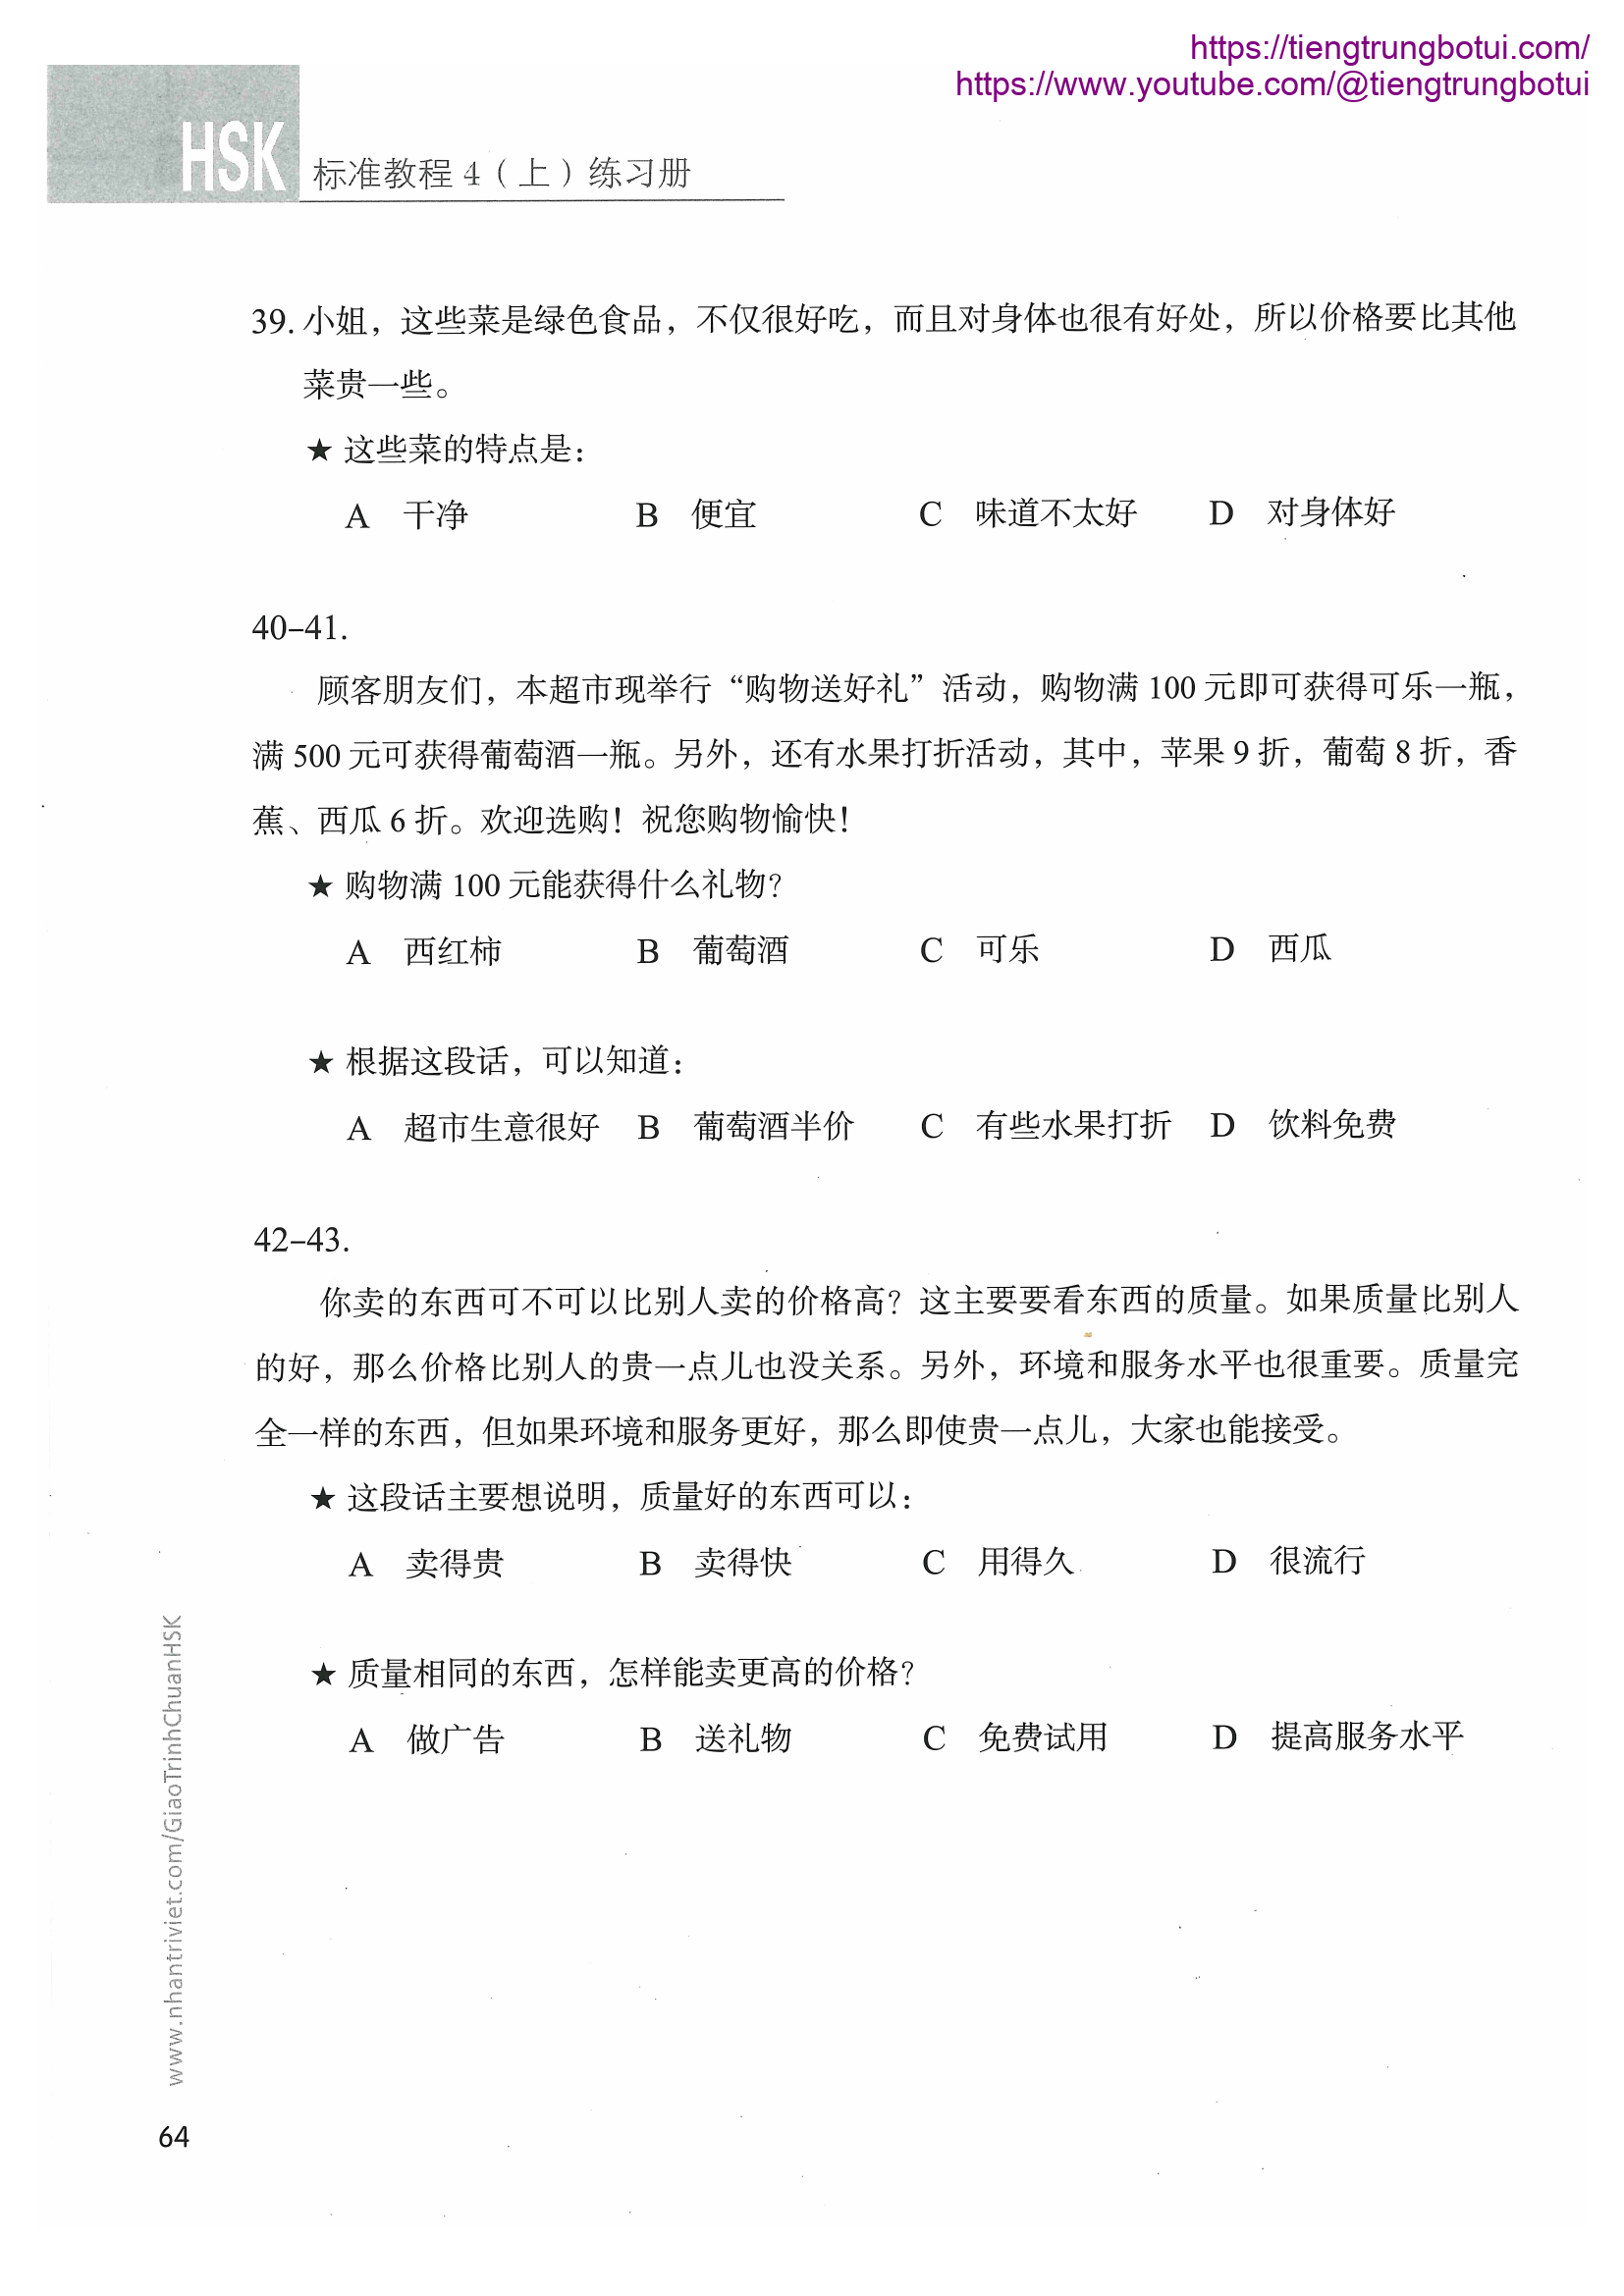 https://tiengtrungbotui.com/
https://www.youtube.com/@tiengtrungbotui
HSK 标准教程 4（上）练习册
39. 小姐，这些菜是绿色食品，不仅很好吃，而且对身体也很有好处，所以价格要比其他
菜贵一些。
★ 这些菜的特点是：
A 干净 B 便宜 C 味道不太好 D 对身体好
40–41.
顾客朋友们，本超市现举行“购物送好礼”活动，购物满 100 元即可获得可乐一瓶，
满 500 元可获得葡萄酒一瓶。另外，还有水果打折活动，其中，苹果 9 折，葡萄 8 折，香
蕉、西瓜 6 折。欢迎选购！祝您购物愉快！
★ 购物满 100 元能获得什么礼物？
A 西红柿 B 葡萄酒 C 可乐 D 西瓜
★ 根据这段话，可以知道：
A 超市生意很好 B 葡萄酒半价 C 有些水果打折 D 饮料免费
42–43.
你卖的东西可不可以比别人卖的价格高？这主要要看东西的质量。如果质量比别人
的好，那么价格比别人的贵一点儿也没关系。另外，环境和服务水平也很重要。质量完
全一样的东西，但如果环境和服务更好，那么即使贵一点儿，大家也能接受。
★ 这段话主要想说明，质量好的东西可以：
A 卖得贵 B 卖得快 C 用得久 D 很流行
★ 质量相同的东西，怎样能卖更高的价格？
A 做广告 B 送礼物 C 免费试用 D 提高服务水平
www.nhantriviet.com/GiaoTrinhChuanHSK
64